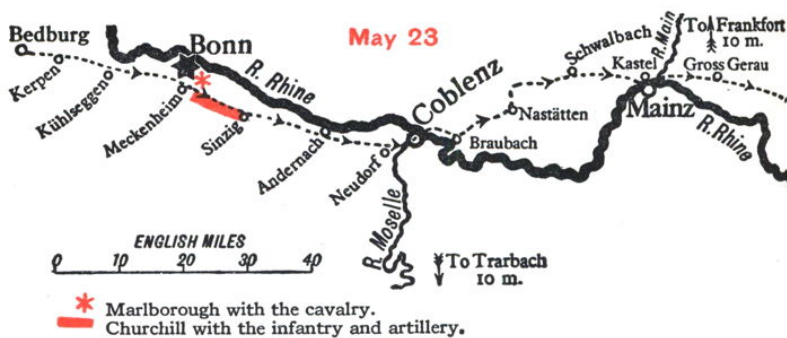 May 23
Bedburg
Kerpen
Kühlseggen
Bonn
Meckenheim
Sinzig
R. Rhine
Andernach
Neudorf
Coblenz
R. Moselle
Braubach
Nastätten
Schwalbach
Kastel
Mainz
R. Main
To Frankfort
10 m.
Gross Gerau
R. Rhine
To Trarbach
10 m.
ENGLISH MILES
0 10 20 30 40
Marlborough with the cavalry.
Churchill with the infantry and artillery.